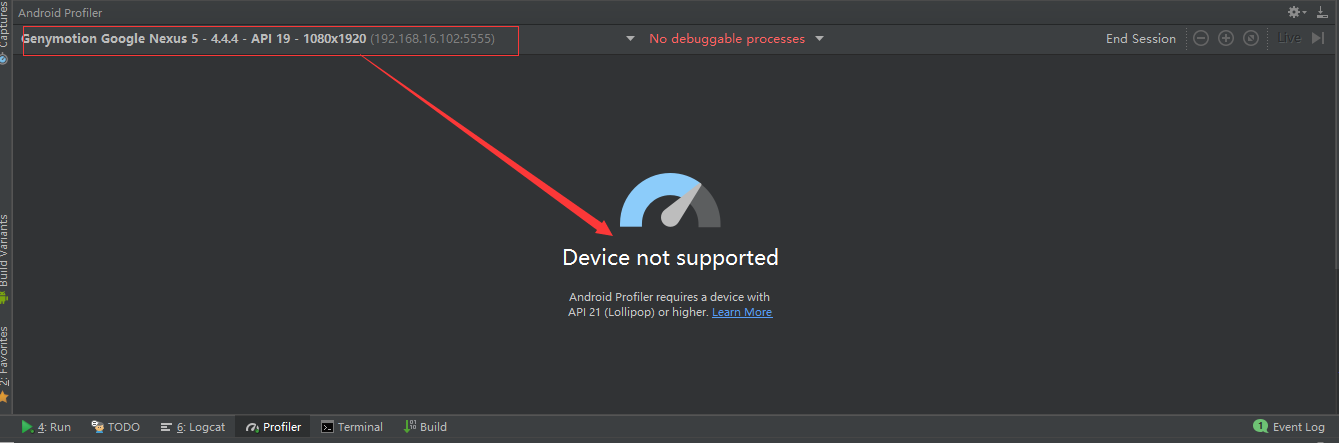 Captures
Android Profiler
Genymotion Google Nexus 5 - 4.4.4 - API 19 - 1080x1920 (192.168.16.102:5555)
No debuggable processes
End Session
Live
Device not supported
Android Profiler requires a device with
API 21 (Lollipop) or higher. Learn More
Build Variants
2: Favorites
4: Run
TODO
6: Logcat
Profiler
Terminal
Build
1
Event Log